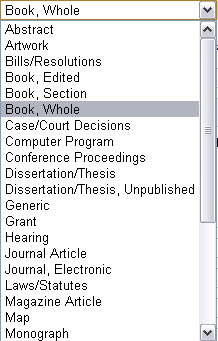 Book, Whole
Abstract
Artwork
Bills/Resolutions
Book, Edited
Book, Section
Book, Whole
Case/Court Decisions
Computer Program
Conference Proceedings
Dissertation/Thesis
Dissertation/Thesis, Unpublished
Generic
Grant
Hearing
Journal Article
Journal, Electronic
Laws/Statutes
Magazine Article
Map
Monograph